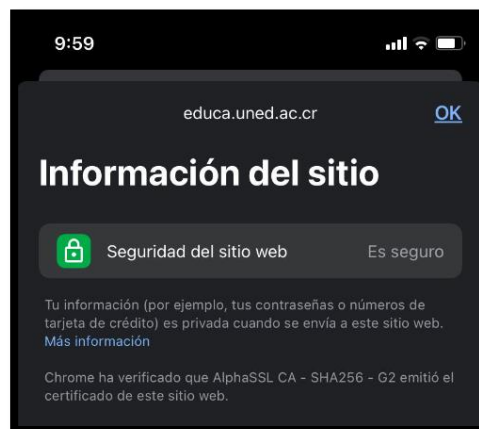 9:59
educa.uned.ac.cr OK
Información del sitio
Seguridad del sitio web Es seguro
Tu información (por ejemplo, tus contraseñas o números de
tarjeta de crédito) es privada cuando se envía a este sitio web.
Más información
Chrome ha verificado que AlphaSSL CA - SHA256 - G2 emitió el
certificado de este sitio web.